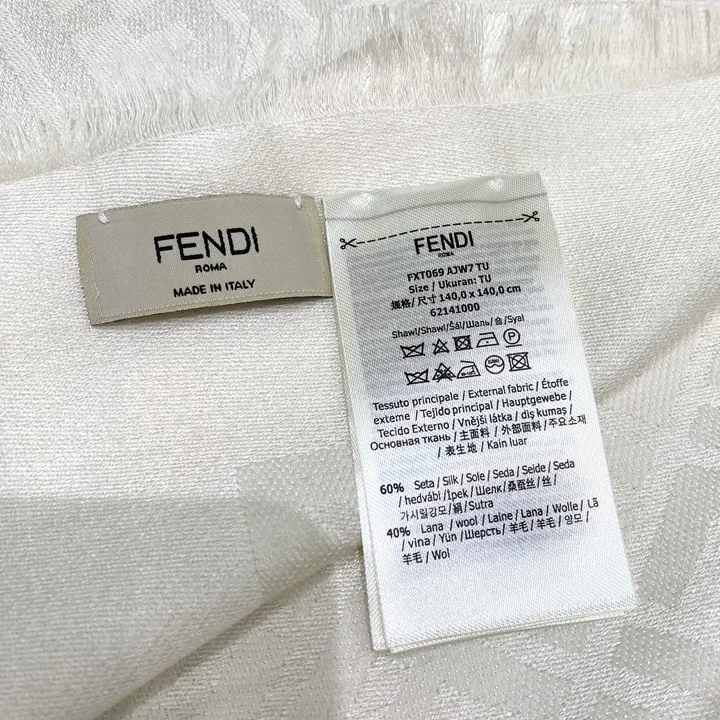 FENDI
ROMA
MADE IN ITALY
FENDI
ROMA
FXT069 AJW7 TU
Size / Ukuran: TU
规格/ 尺寸 140,0 x 140,0 cm
62141000
Shawl/Shawl/Šál/Шаль/숄/Syal
Tessuto principale / External fabric / Étoffe
externe / Tejido principal / Hauptgewebe /
Tecido Externo / Vnější látka / dış kumaş /
Основная ткань / 主面料 / 外部面料 /주요소재
/ 表生地 / Kain luar
60% Seta / Silk / Soie / Seda / Seide / Seda
/ hedvábí / İpek / Шелк / 桑蚕丝 / 丝 /
가시릴강모 / 絹 / Sutra
40% Lana / wool / Laine / Lana / Wolle / Lã
/ vlna / Yün / Шерсть / 羊毛 / 羊毛 / 양모 /
羊毛 / Wol